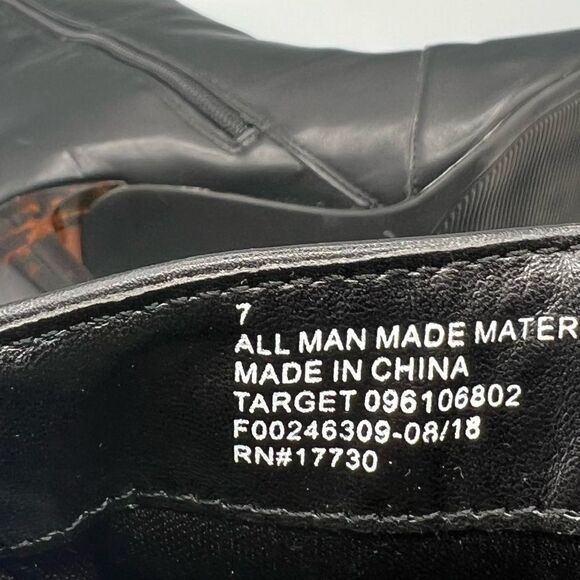 7
ALL MAN MADE MATER
MADE IN CHINA
TARGET 096106802
F00246309-08/18
RN#17730